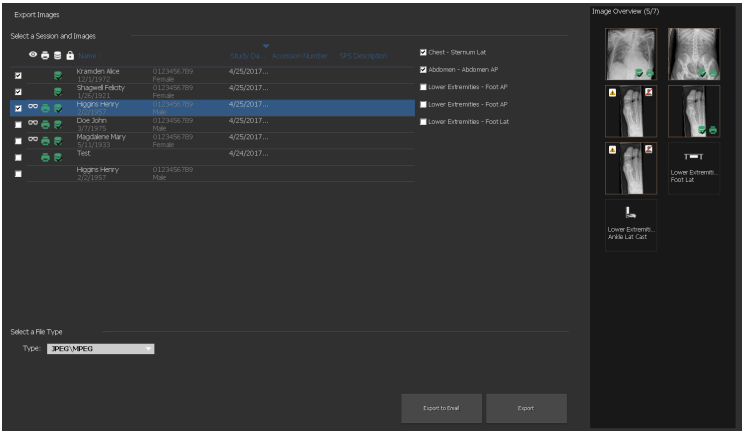 Export Images
Image Overview (5/7)
Select a Session and Images
Name Study Da... Accession Number SPS Description
Kramden Alice 0123456789 4/25/2017...
12/1/1972 Female
Shagwell Felicity 0123456789 4/25/2017...
1/26/1921 Female
Higgins Henry 0123456789 4/25/2017...
2/2/1957 Male
Doe John 0123456789 4/25/2017...
3/7/1975 Male
Magdalene Mary 0123456789 4/25/2017...
5/11/1933 Female
Test 4/24/2017...
Higgins Henry 0123456789
2/2/1957 Male
Chest - Sternum Lat
Abdomen - Abdomen AP
Lower Extremities - Foot AP
Lower Extremities - Foot AP
Lower Extremities - Foot Lat
Lower Extremiti...
Foot Lat
Lower Extremiti...
Ankle Lat Cast
Select a File Type
Type: JPEG\MPEG
Export to Email
Export